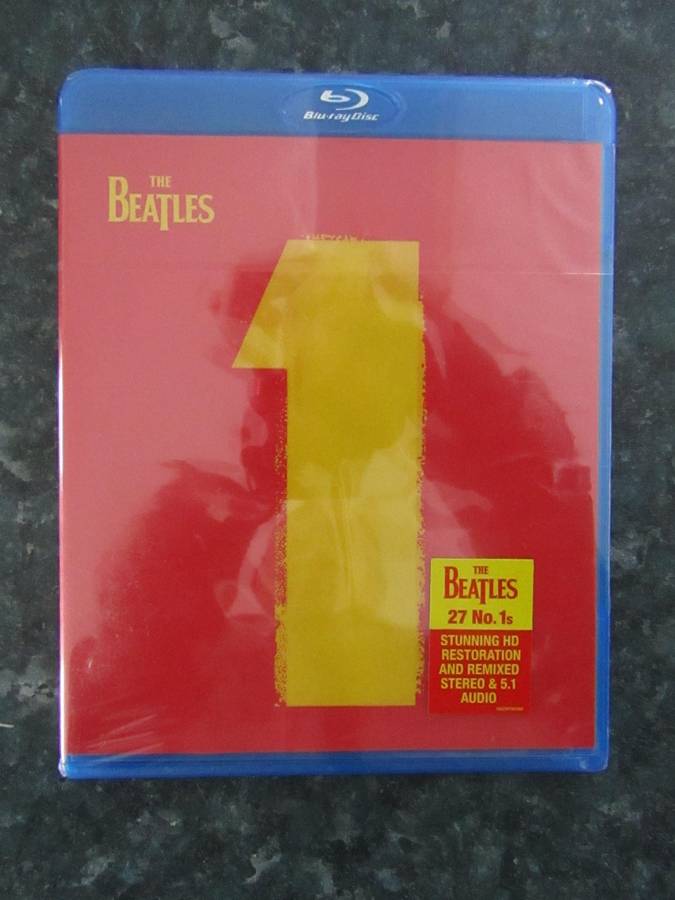 Blu-ray Disc
THE
BEATLES
1
THE
BEATLES
27 No.1s
STUNNING HD
RESTORATION
AND REMIXED
STEREO & 5.1
AUDIO